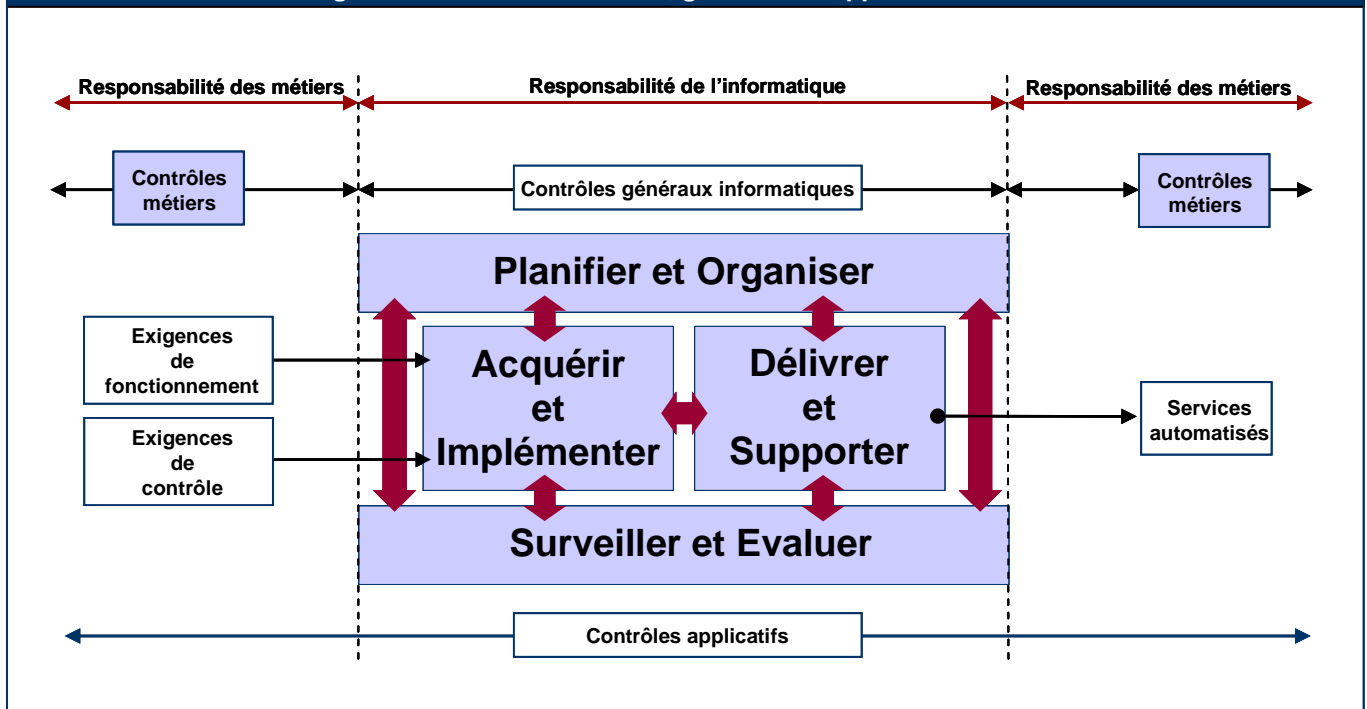 Responsabilité des métiers
Responsabilité de l'informatique
Responsabilité des métiers
Contrôles
métiers
Contrôles généraux informatiques
Contrôles
métiers
Planifier et Organiser
Exigences
de
fonctionnement
Acquérir
et
Implémenter
Délivrer
et
Supporter
Exigences
de
contrôle
Services
automatisés
Surveiller et Evaluer
Contrôles applicatifs